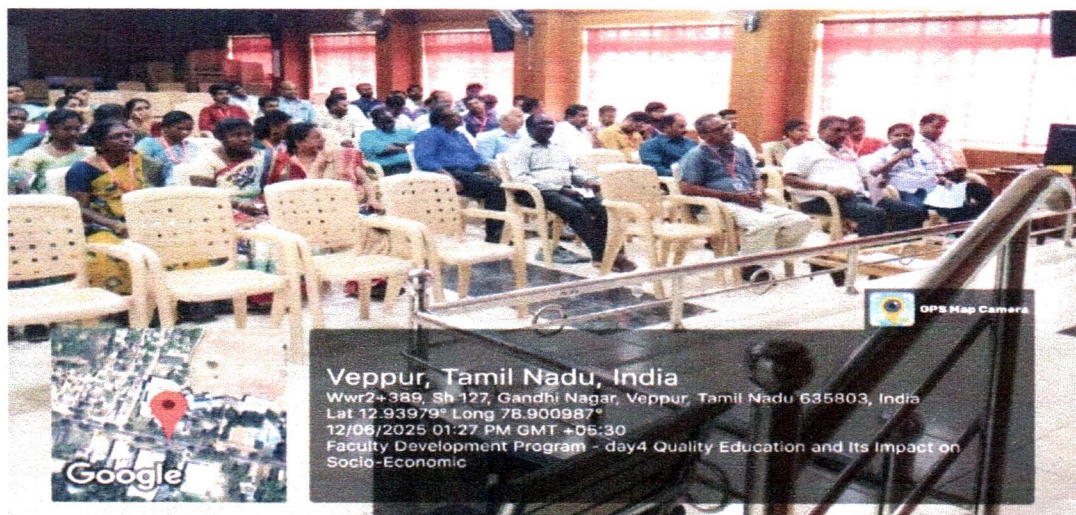 GPS Map Camera
Veppur, Tamil Nadu, India
Wwr2+389, Sh 127, Gandhi Nagar, Veppur, Tamil Nadu 635803, India
Lat 12.93979° Long 78.900987°
12/06/2025 01:27 PM GMT +05:30
Faculty Development Program - day4 Quality Education and Its Impact on
Socio-Economic
Google